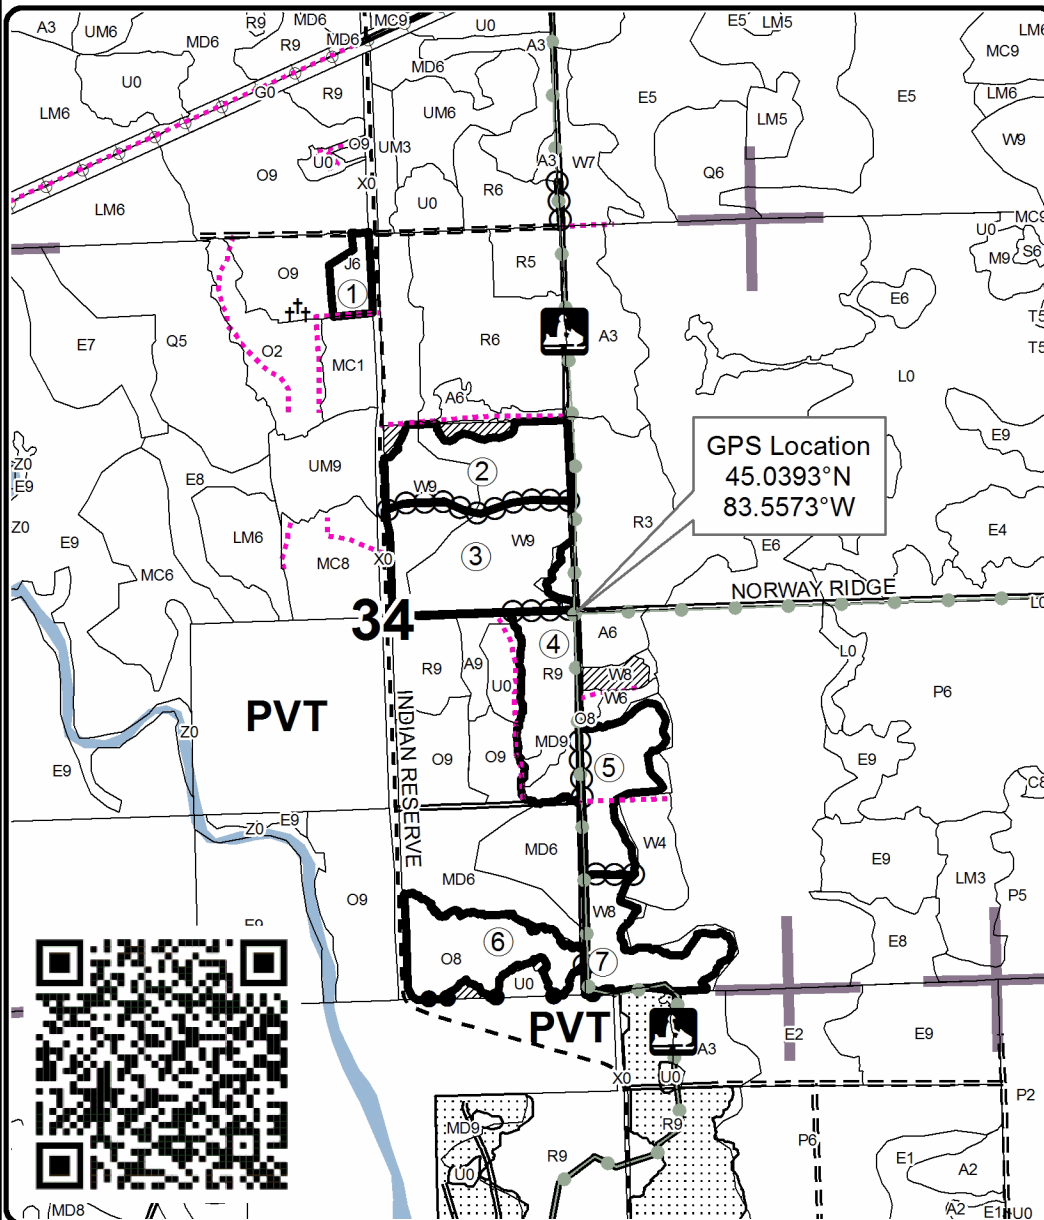 A3
UM6
MD6
R9
MD6
R9
MD6
MC9
U0
A3
E5
LM5
LM6
MC9
U0
MD6
LM6
G0
R9
UM6
E5
LM5
E5
LM6
W9
O9
U0
UM3
A3
W7
O9
X0
R6
Q6
LM6
U0
MC9
U0
M9
S6
O9
J6
R5
1
E6
T5
E7
Q5
O2
MC1
R6
A3
T5
L0
A6
GPS Location
45.0393°N
83.5573°W
E9
Z0
E9
E8
UM9
2
W9
R3
Z0
E9
LM6
MC8
X0
3
W9
E6
E4
MC6
NORWAY RIDGE
L0
34
4
A6
L0
R9
A9
U0
R9
W8
W6
P6
PVT
INDIAN RESERVE
Z0
O8
MD9
E9
O9
O9
5
E9
C8
Z0
E9
MD6
W4
E9
MD6
LM3
P5
O9
W8
E9
6
O8
7
E8
U0
PVT
E2
E9
A3
X0
U0
P2
MD9
R9
R9
P6
U0
E1
A2
MD8
A2
E1
U0